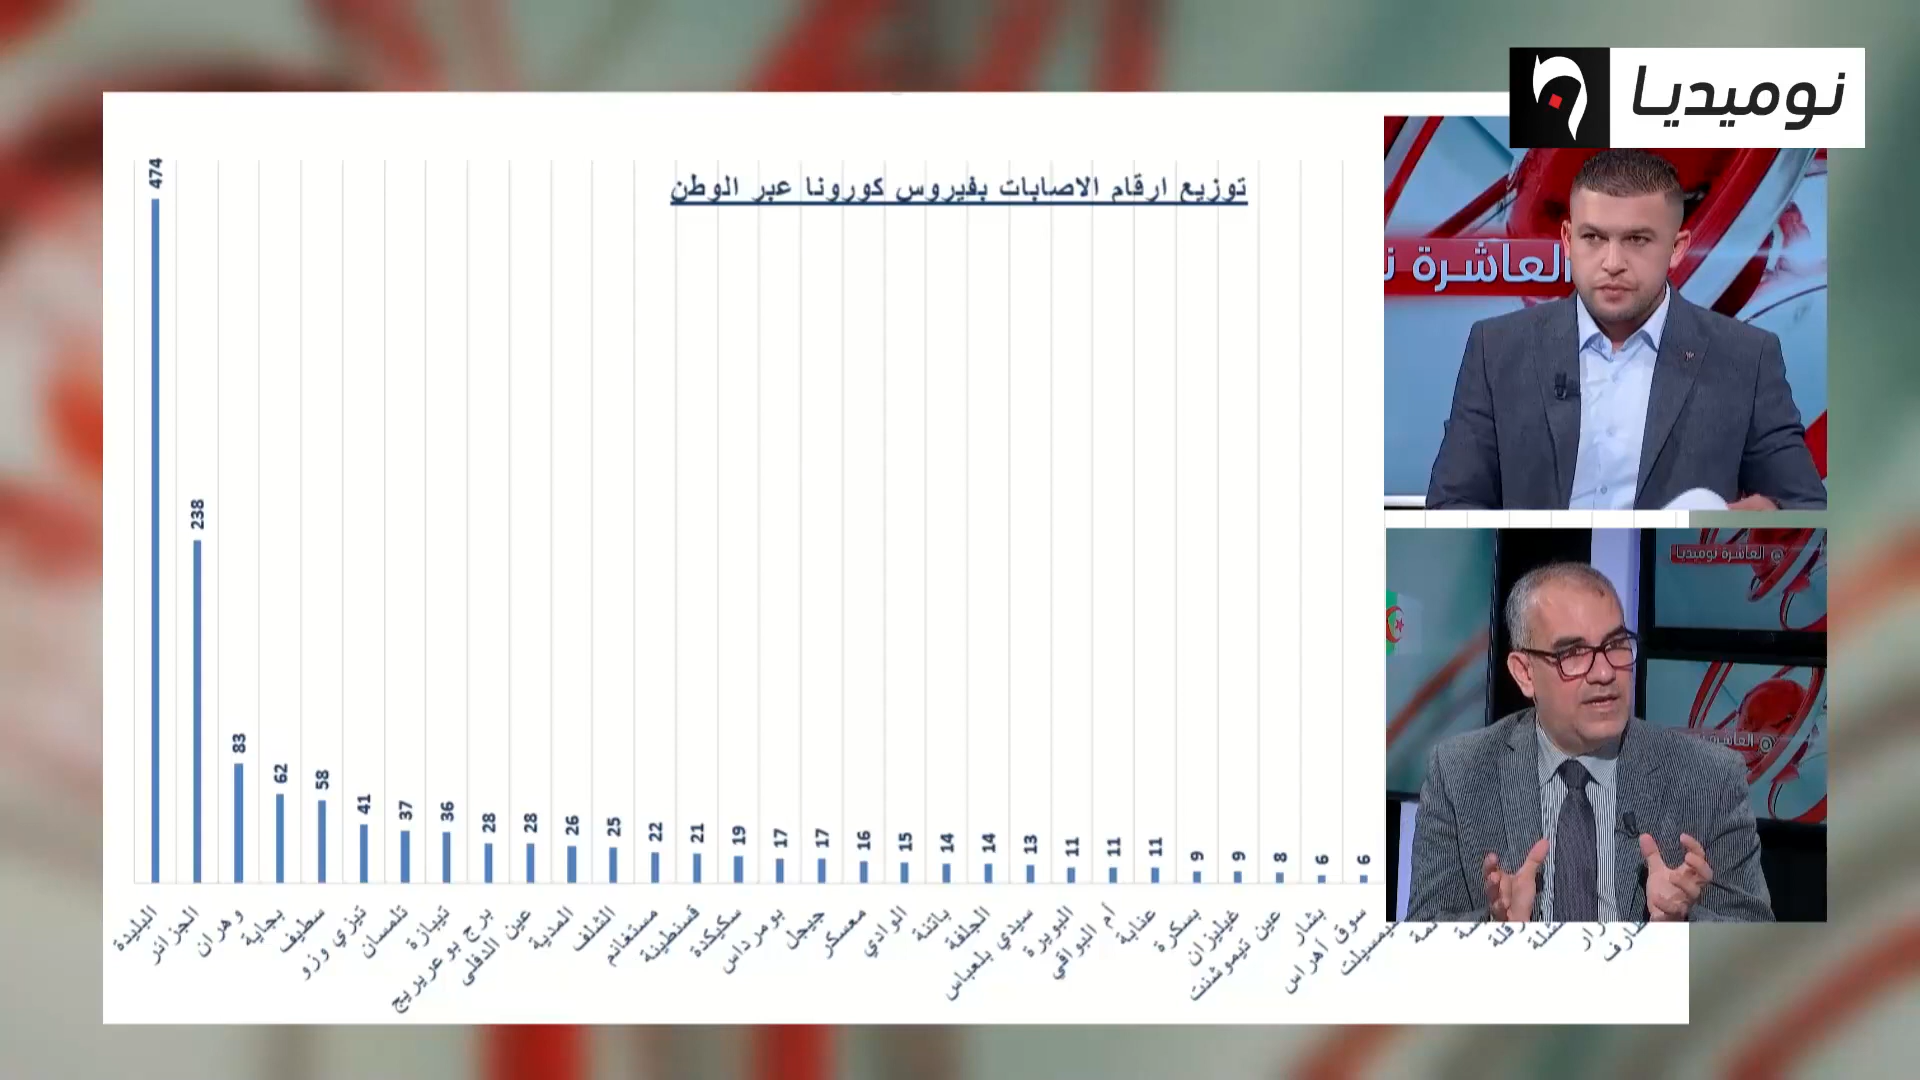 نوميديا
توزيع ارقام الاصابات بفيروس كورونا عبر الوطن
العاشرة
@ العاشرة نوميديا
@ العاشرة
474
238
83
62
58
41
37
36
28
28
26
25
22
21
19
17
17
16
15
14
14
13
11
11
11
9
9
8
6
6
البليدة
الجزائر
وهران
بجاية
سطيف
تيزي وزو
تلمسان
تيبازة
برج بوعريريج
عين الدفلى
المدية
الشلف
مستغانم
قسنطينة
سكيكدة
بومرداس
جيجل
معسكر
الوادي
باتنة
الجلفة
سيدي بلعباس
البويرة
أم البواقي
عنابة
بسكرة
غيليزان
عين تيموشنت
بشار
سوق أهراس